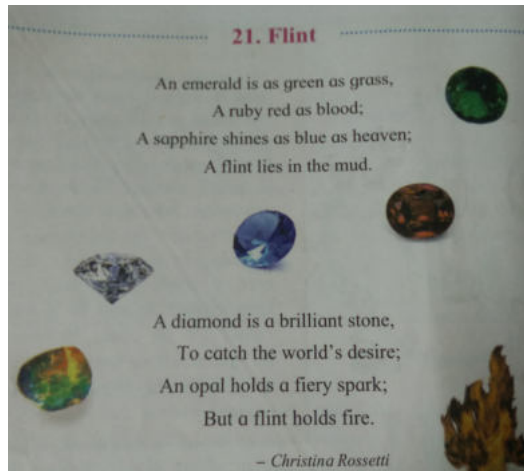 21. Flint
An emerald is as green as grass,
A ruby red as blood;
A sapphire shines as blue as heaven;
A flint lies in the mud.
A diamond is a brilliant stone,
To catch the world's desire;
An opal holds a fiery spark;
But a flint holds fire.
– Christina Rossetti